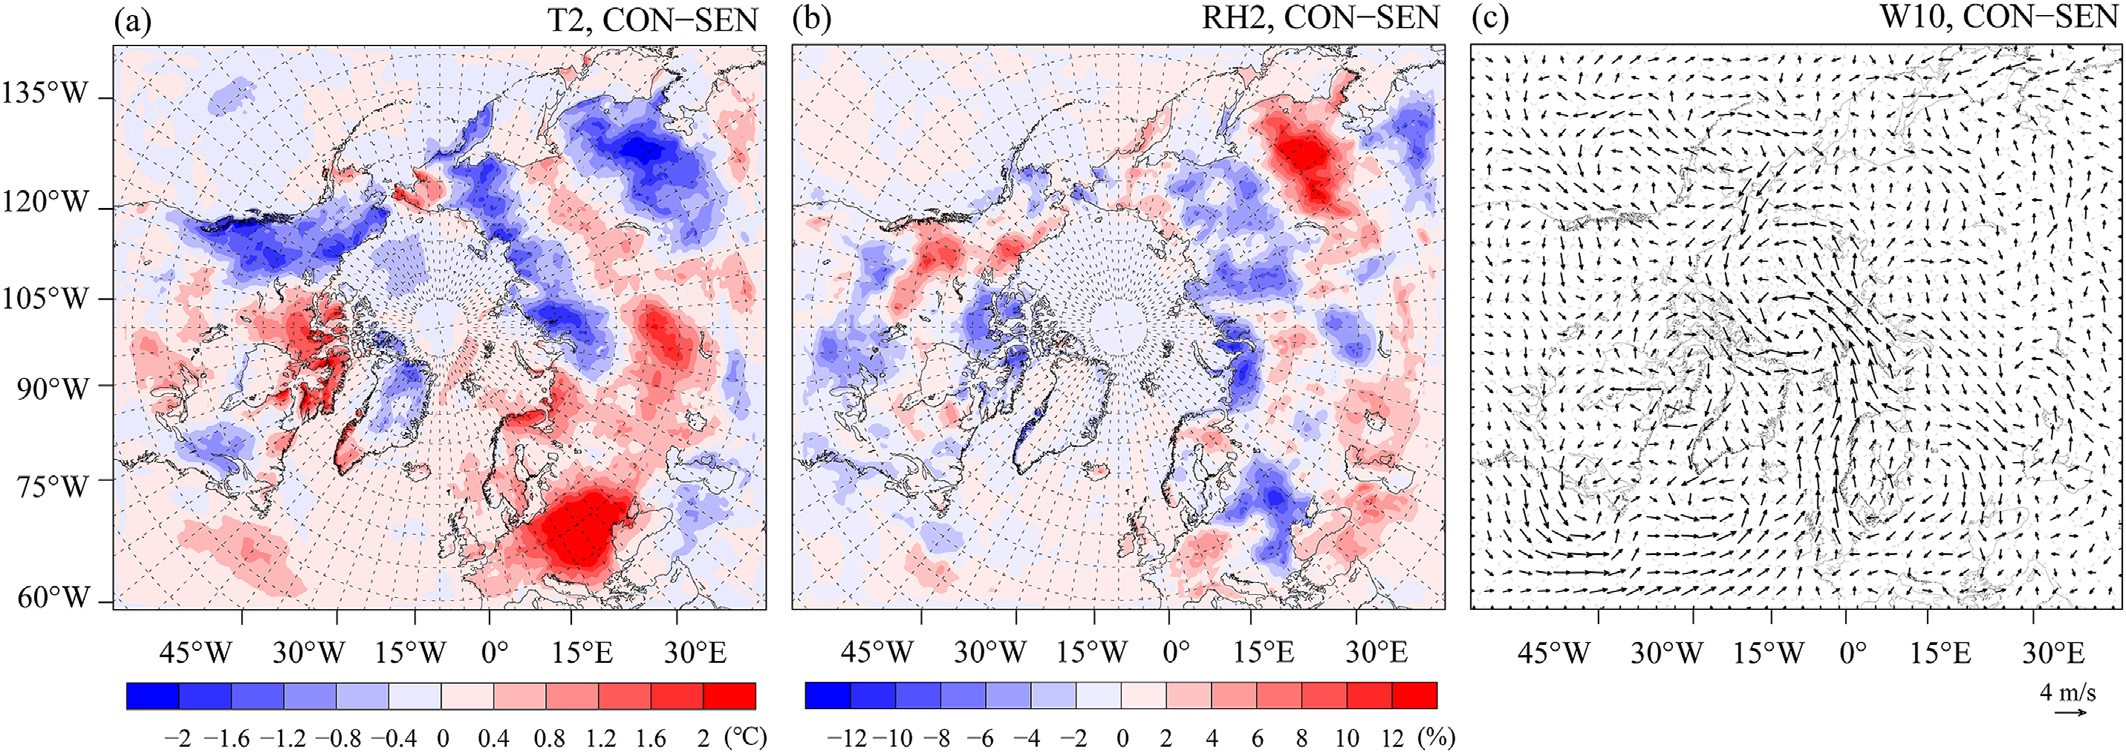 (a) T2, CON−SEN
(b) RH2, CON−SEN
(c) W10, CON−SEN
135°W
120°W
105°W
90°W
75°W
60°W
45°W 30°W 15°W 0° 15°E 30°E
45°W 30°W 15°W 0° 15°E 30°E
45°W 30°W 15°W 0° 15°E 30°E
−2 −1.6 −1.2 −0.8 −0.4 0 0.4 0.8 1.2 1.6 2 (℃)
−12 −10 −8 −6 −4 −2 0 2 4 6 8 10 12 (%)
4 m/s